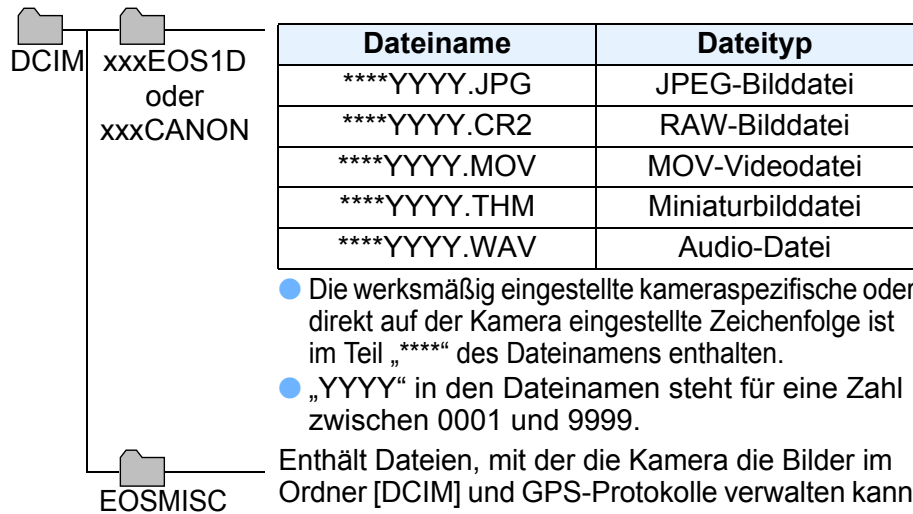 DCIM
xxxEOS1D
oder
xxxCANON
Dateiname Dateityp
****YYYY.JPG JPEG-Bilddatei
****YYYY.CR2 RAW-Bilddatei
****YYYY.MOV MOV-Videodatei
****YYYY.THM Miniaturbilddatei
****YYYY.WAV Audio-Datei
● Die werksmäßig eingestellte kameraspezifische oder
direkt auf der Kamera eingestellte Zeichenfolge ist
im Teil „****“ des Dateinamens enthalten.
● „YYYY“ in den Dateinamen steht für eine Zahl
zwischen 0001 und 9999.
EOSMISC
Enthält Dateien, mit der die Kamera die Bilder im
Ordner [DCIM] und GPS-Protokolle verwalten kann